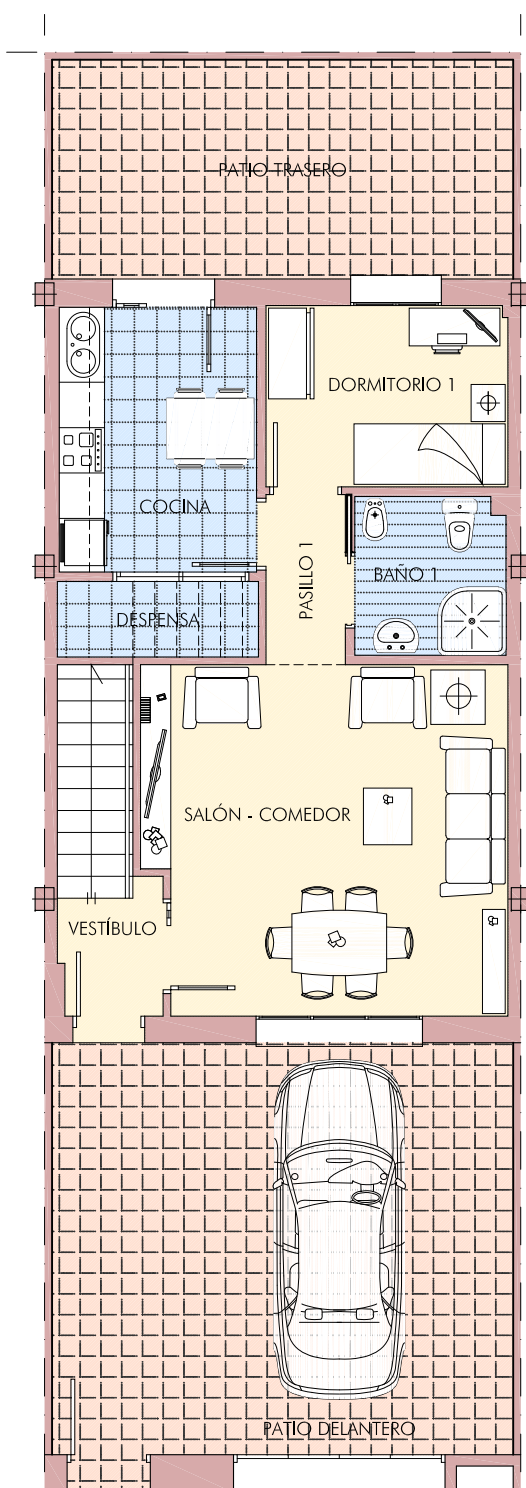 PATIO TRASERO
DORMITORIO 1
COCINA
PASILLO 1
BAÑO 1
DESPENSA
SALÓN - COMEDOR
VESTÍBULO
PATIO DELANTERO